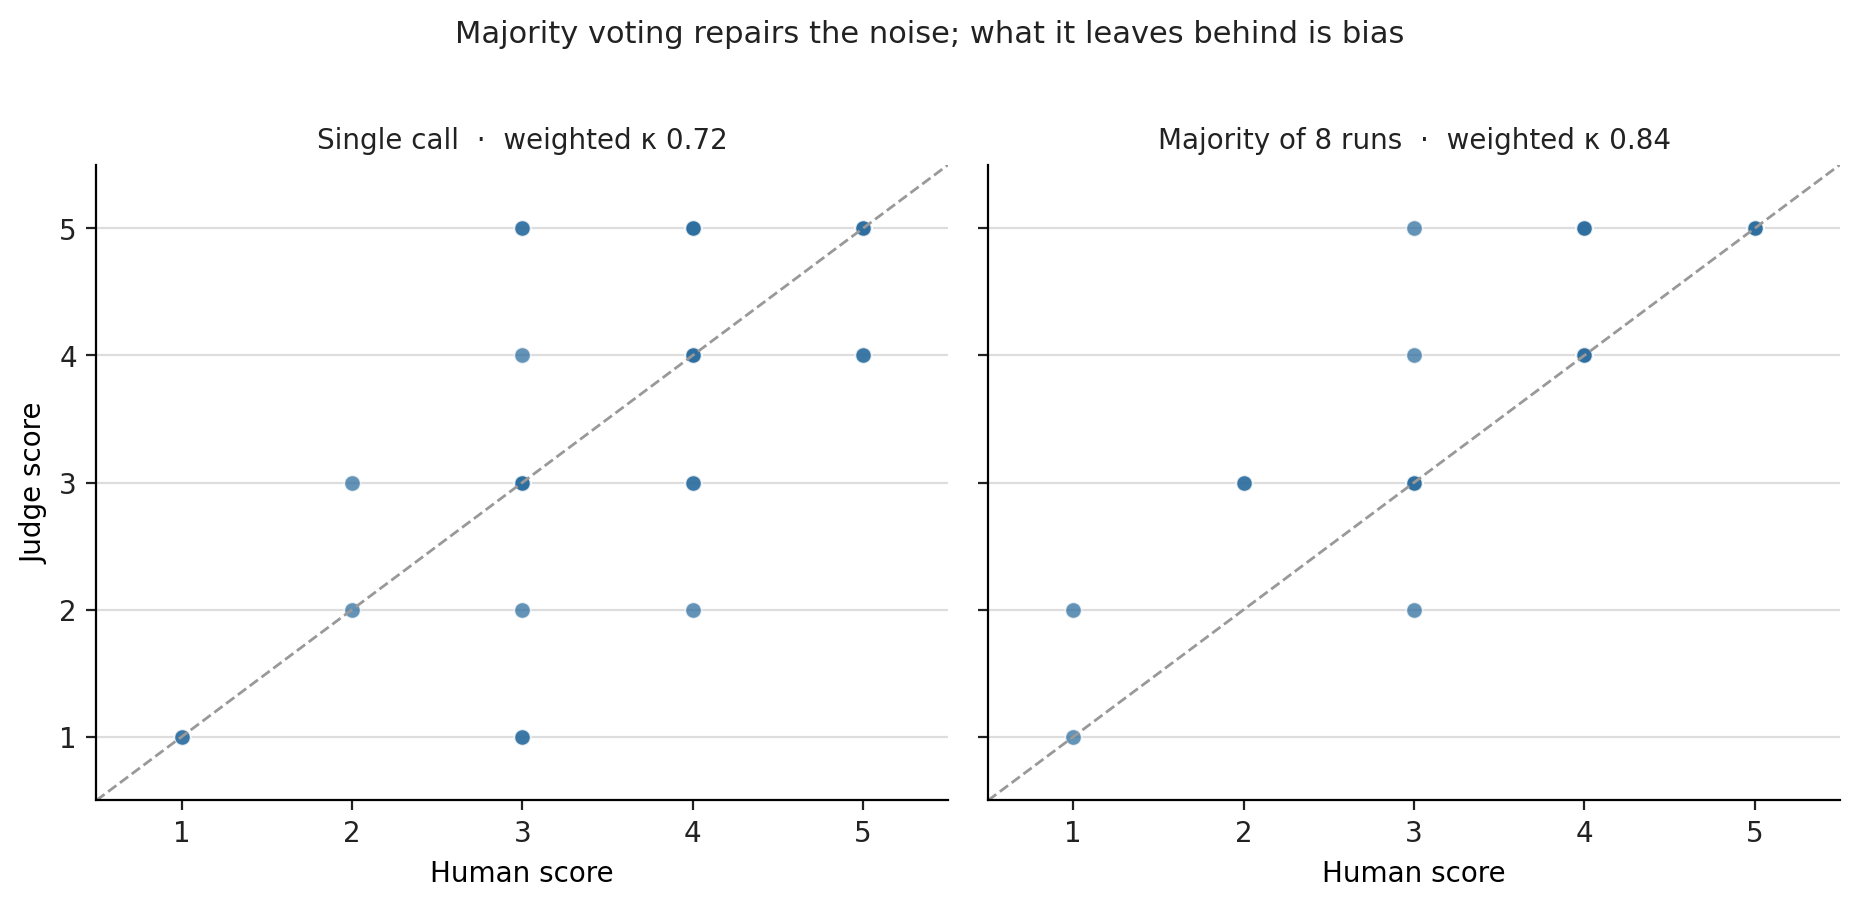 Majority voting repairs the noise; what it leaves behind is bias
Single call · weighted κ 0.72
Judge score
5
4
3
2
1
1 2 3 4 5
Human score
Majority of 8 runs · weighted κ 0.84
1 2 3 4 5
Human score